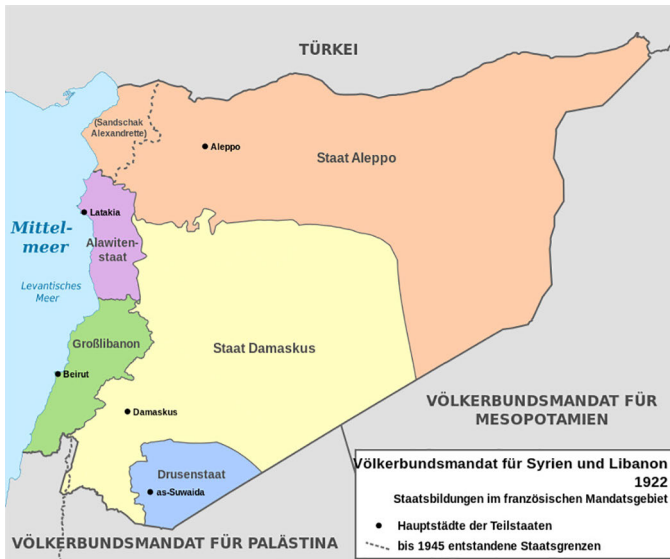 TÜRKEI
(Sandschak
Alexandrette)
Aleppo
Staat Aleppo
Latakia
Mittel-
meer
Alawiten-
staat
Levantisches
Meer
Großlibanon
Staat Damaskus
Beirut
Damaskus
VÖLKERBUNDSMANDAT FÜR
MESOPOTAMIEN
Drusenstaat
as-Suwaida
VÖLKERBUNDSMANDAT FÜR PALÄSTINA
Völkerbundsmandat für Syrien und Libanon
1922
Staatsbildungen im französischen Mandatsgebiet
Hauptstädte der Teilstaaten
bis 1945 entstandene Staatsgrenzen